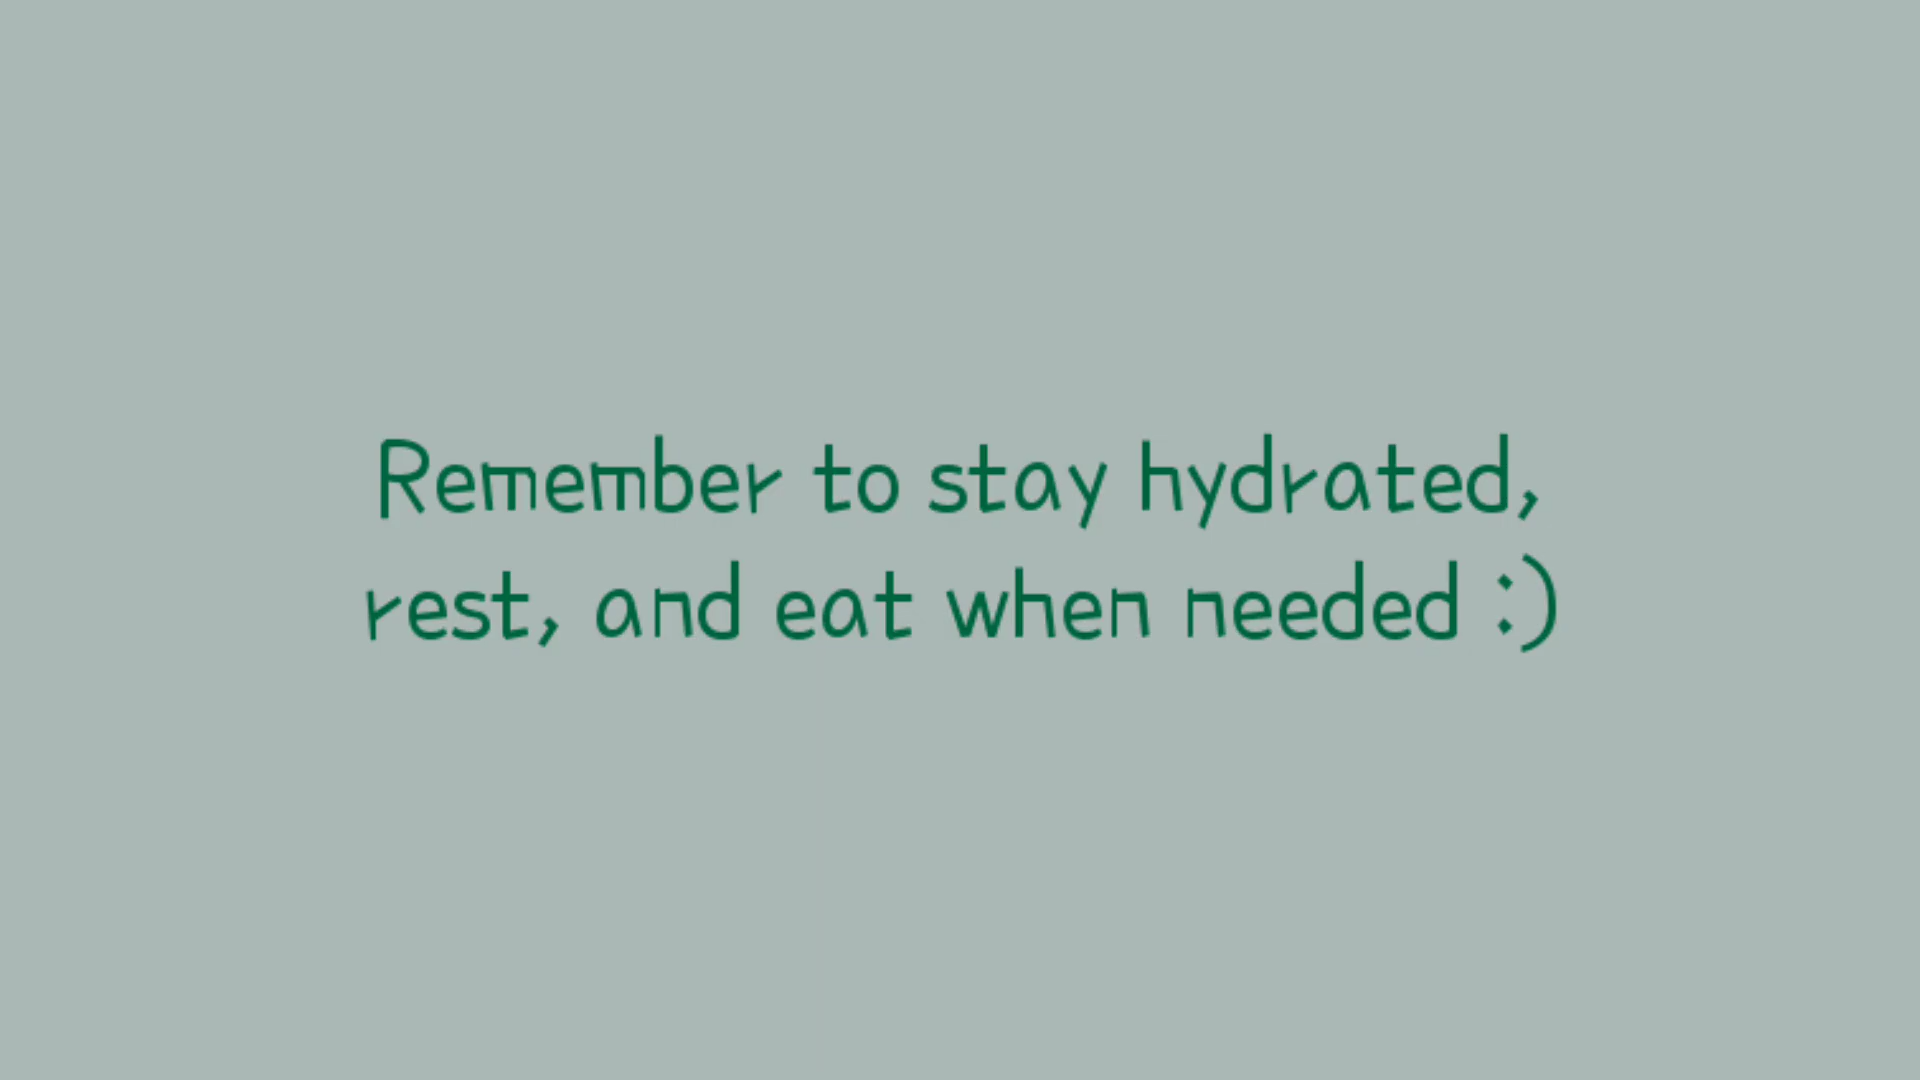 Remember to stay hydrated,
rest, and eat when needed :)